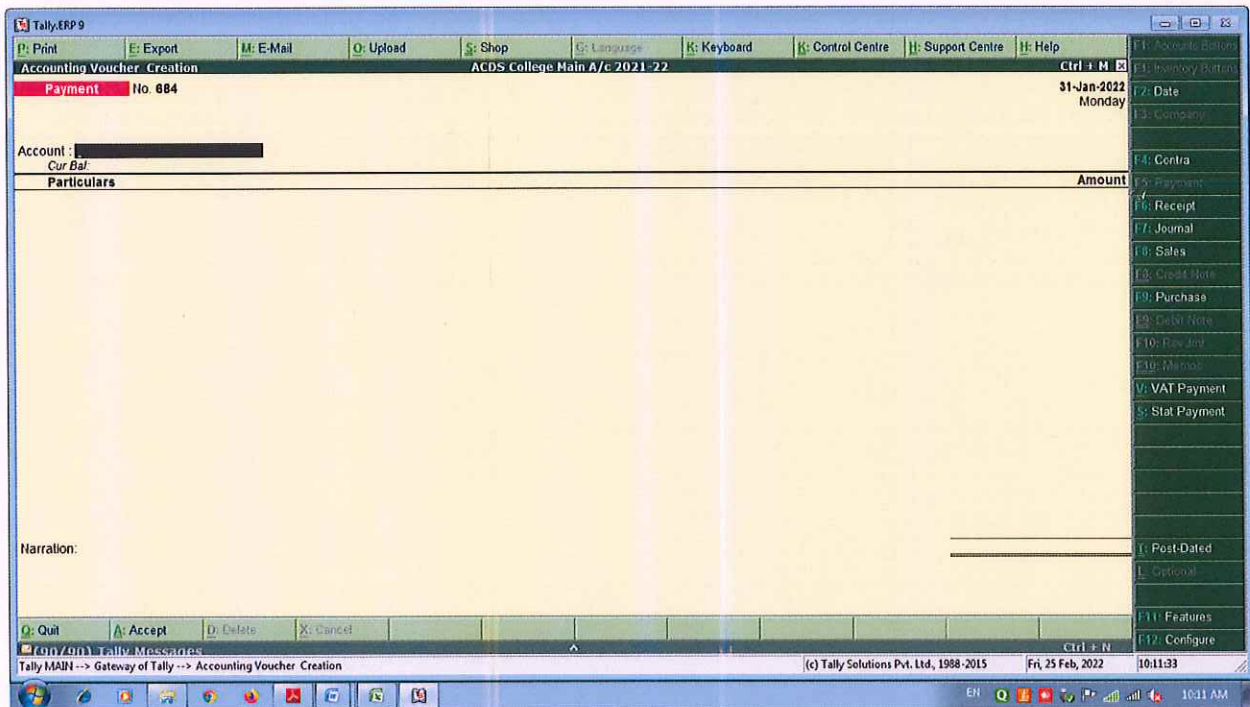 Tally.ERP 9
P: Print E: Export M: E-Mail O: Upload S: Shop G: Language K: Keyboard K: Control Centre H: Support Centre H: Help
F1: Accounts Buttons
Accounting Voucher Creation ACDS College Main A/c 2021-22 Ctrl + M
F1: Inventory Buttons
Payment No. 684 31-Jan-2022
F2: Date
Monday
F3: Company
Account :
Cur Bal:
F4: Contra
Particulars Amount
F5: Payment
F6: Receipt
F7: Journal
F8: Sales
F8: Credit Note
F9: Purchase
F9: Debit Note
F10: Rev Jrnl
F10: Memos
V: VAT Payment
S: Stat Payment
Narration:
T: Post-Dated
L: Optional
F11: Features
Q: Quit A: Accept D: Delete X: Cancel
F12: Configure
(90/90) Tally Messages Ctrl + N
Tally MAIN --> Gateway of Tally --> Accounting Voucher Creation (c) Tally Solutions Pvt. Ltd., 1988-2015 Fri, 25 Feb, 2022 10:11:33
EN 10:11 AM